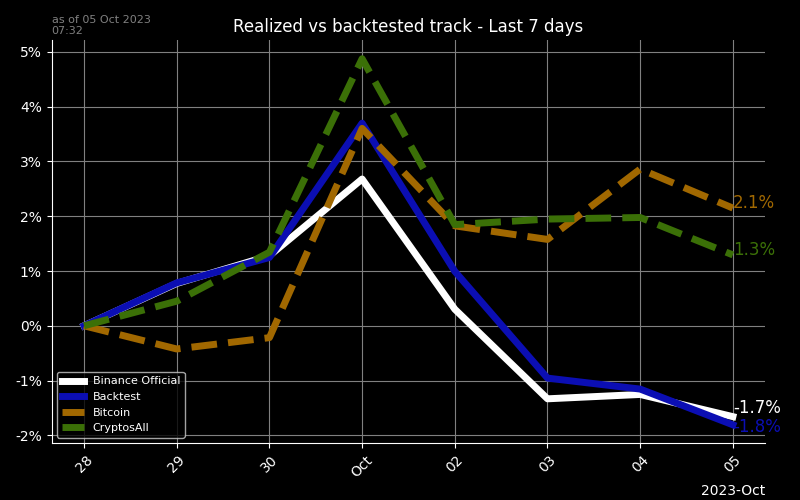 as of 05 Oct 2023
07:32
Realized vs backtested track - Last 7 days
5%
4%
3%
2%
1%
0%
-1%
-2%
2.1%
1.3%
-1.7%
-1.8%
Binance Official
Backtest
Bitcoin
CryptosAll
28
29
30
Oct
02
03
04
05
2023-Oct